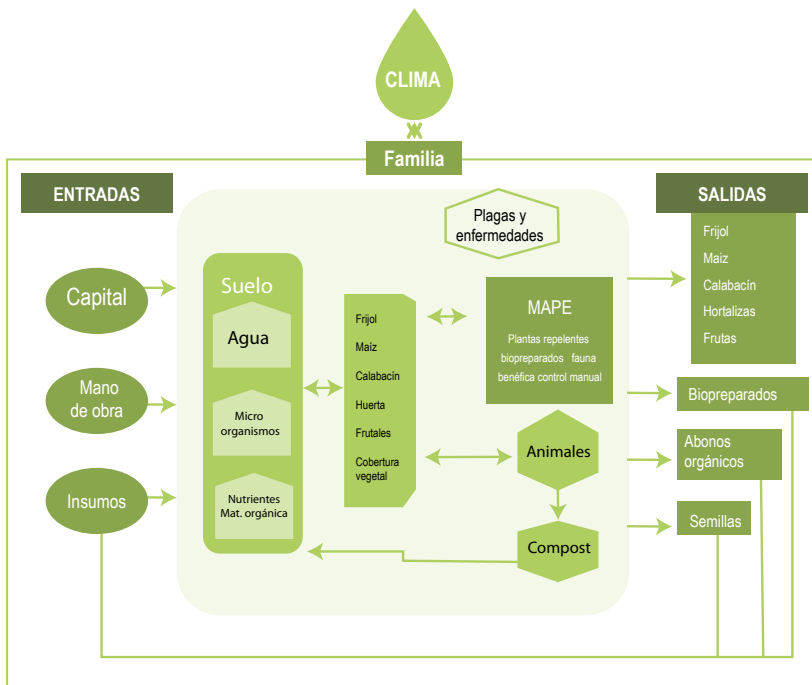 CLIMA
Familia
ENTRADAS
Capital
Mano
de obra
Insumos
Suelo
Agua
Micro
organismos
Nutrientes
Mat. orgánica
Frijol
Maíz
Calabacín
Huerta
Frutales
Cobertura
vegetal
Plagas y
enfermedades
MAPE
Plantas repelentes
biopreparados fauna
benéfica control manual
Animales
Compost
SALIDAS
Frijol
Maiz
Calabacín
Hortalizas
Frutas
Biopreparados
Abonos
orgánicos
Semillas